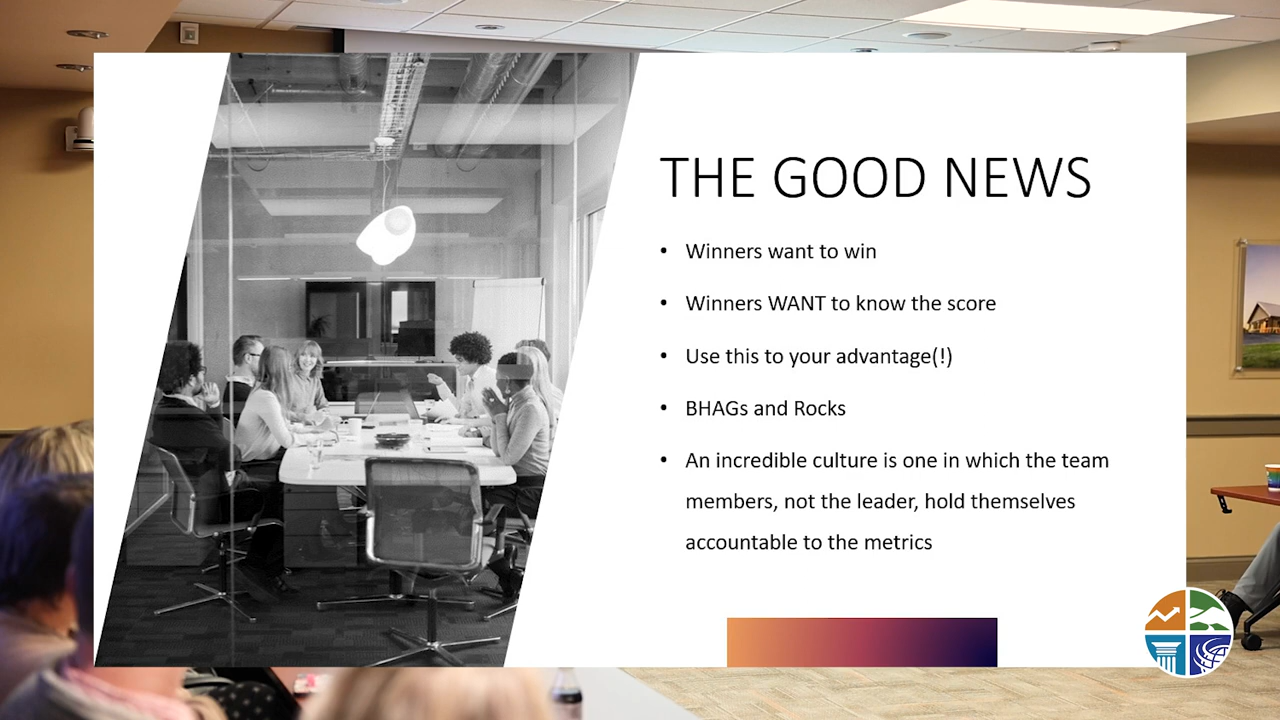 THE GOOD NEWS
• Winners want to win
• Winners WANT to know the score
• Use this to your advantage(!)
• BHAGs and Rocks
• An incredible culture is one in which the team
members, not the leader, hold themselves
accountable to the metrics